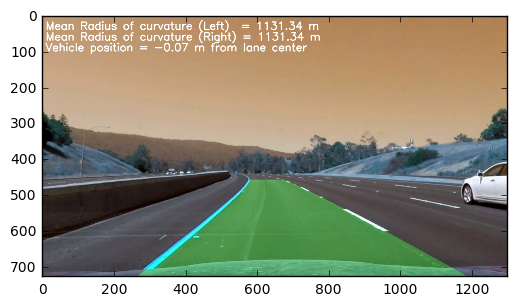 Mean Radius of curvature (Left) = 1131.34 m
Mean Radius of curvature (Right) = 1131.34 m
Vehicle position = -0.07 m from lane center
0
100
200
300
400
500
600
700
0 200 400 600 800 1000 1200